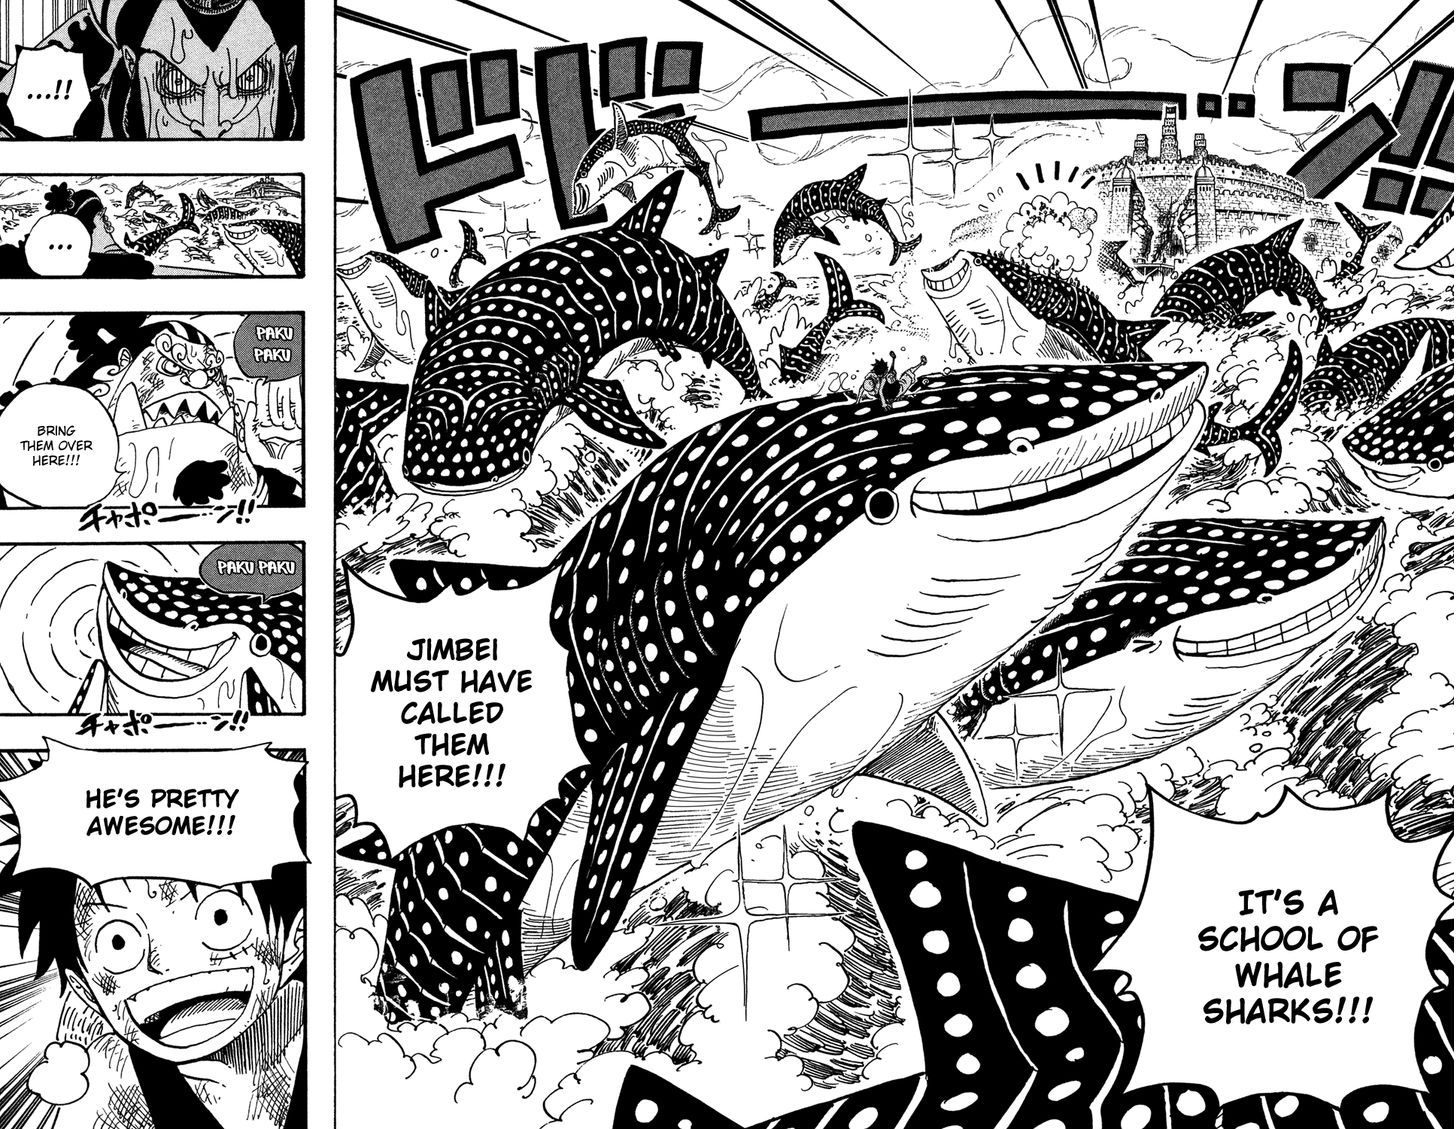 ドドーン!!
IT'S A
SCHOOL OF
WHALE
SHARKS!!!
JIMBEI
MUST HAVE
CALLED
THEM
HERE!!!
...!!
...
PAKU
PAKU
BRING
THEM OVER
HERE!!!
チャポーーン!!
PAKU PAKU
チャポーーン!!
HE'S PRETTY
AWESOME!!!